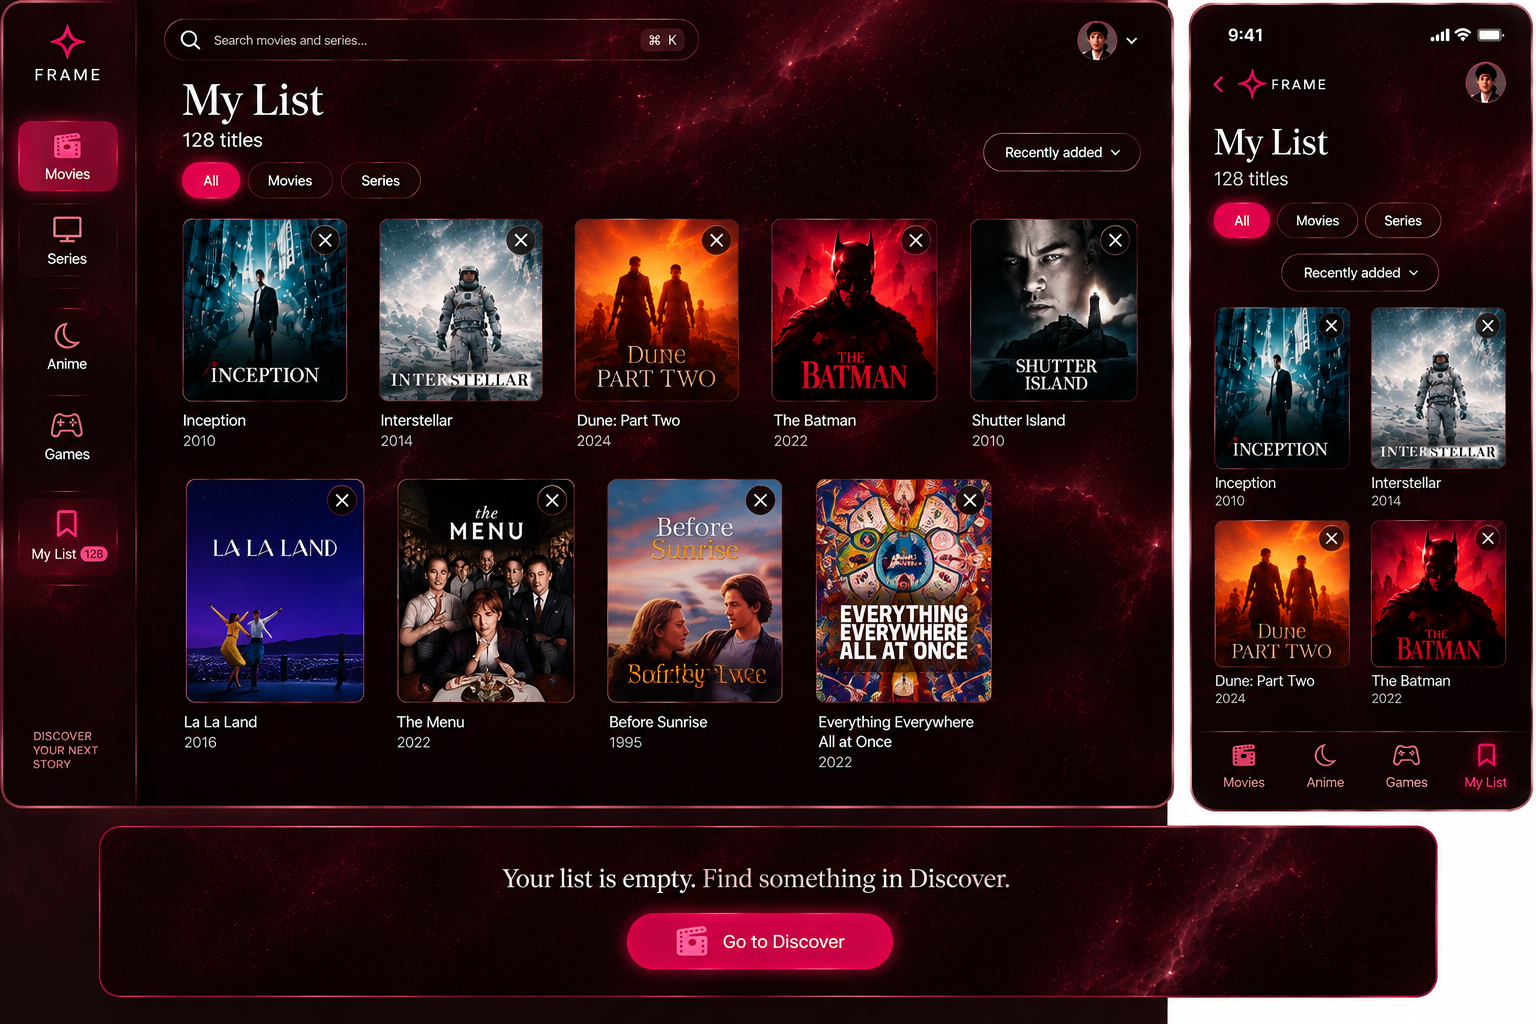 FRAME
Movies
Series
Anime
Games
My List 128
DISCOVER
YOUR NEXT
STORY
Search movies and series...
⌘ K
My List
128 titles
All
Movies
Series
Recently added
INCEPTION
Inception
2010
INTERSTELLAR
Interstellar
2014
Dune
PART TWO
Dune: Part Two
2024
THE
BATMAN
The Batman
2022
SHUTTER
ISLAND
Shutter Island
2010
LA LA LAND
La La Land
2016
the
MENU
The Menu
2022
Before
Sunrise
Before Sunrise
1995
EVERYTHING
EVERYWHERE
ALL AT ONCE
Everything Everywhere
All at Once
2022
9:41
FRAME
My List
128 titles
All
Movies
Series
Recently added
INCEPTION
Inception
2010
INTERSTELLAR
Interstellar
2014
Dune
PART TWO
Dune: Part Two
2024
THE
BATMAN
The Batman
2022
Movies
Anime
Games
My List
Your list is empty. Find something in Discover.
Go to Discover